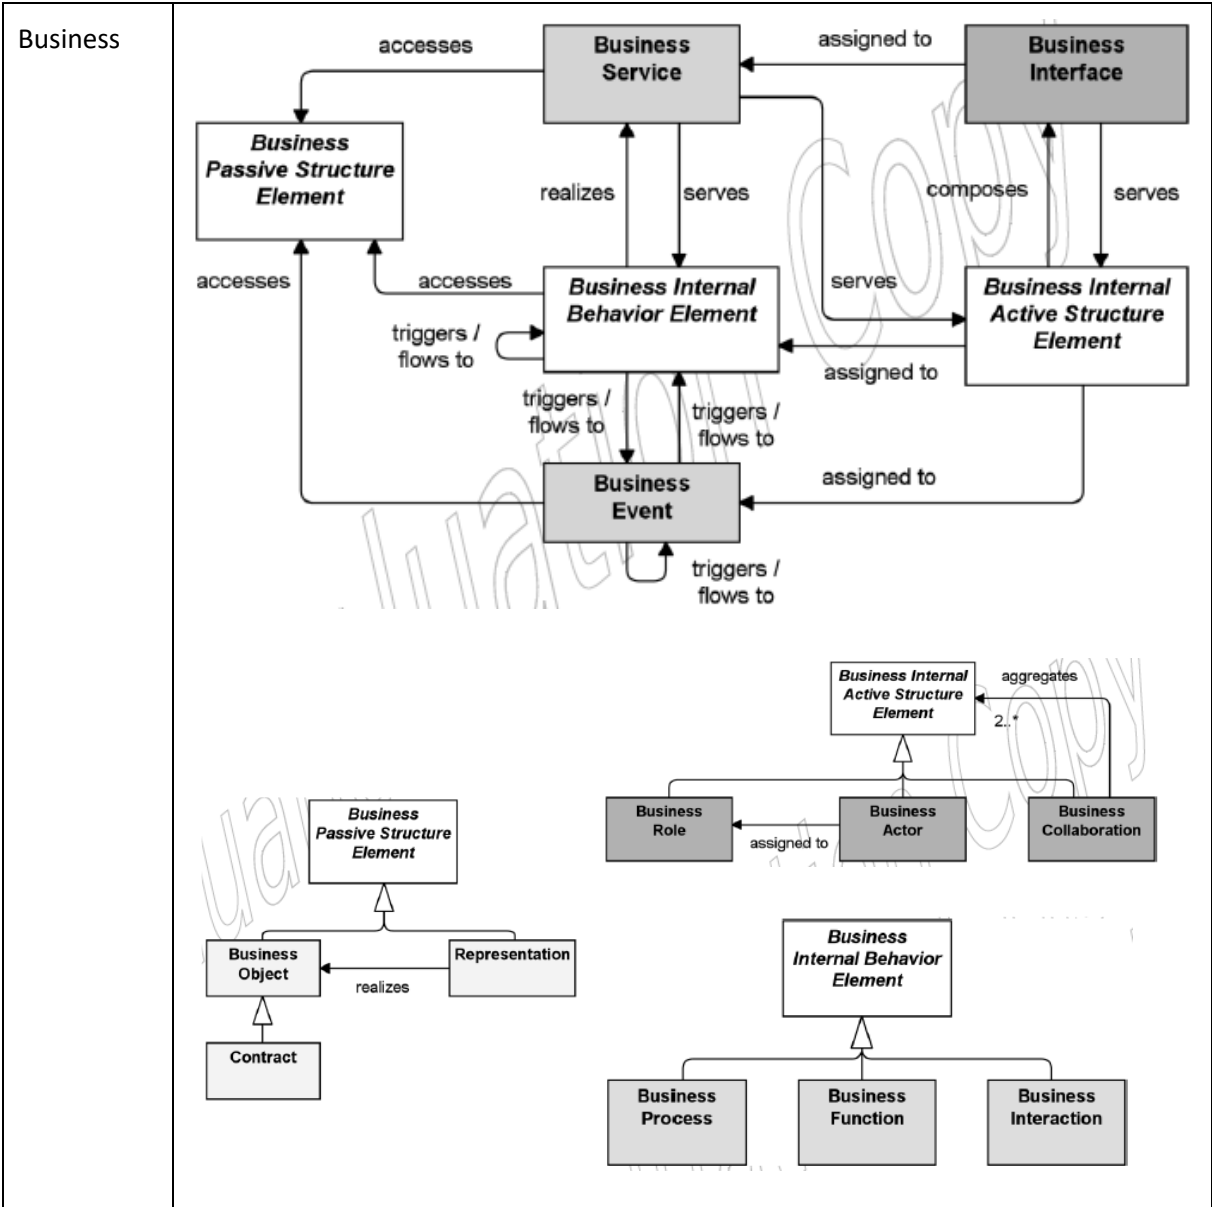 Business
accesses
Business
Service
assigned to
Business
Interface
Business
Passive Structure
Element
realizes
serves
composes
serves
accesses
accesses
Business Internal
Behavior Element
serves
Business Internal
Active Structure
Element
triggers /
flows to
assigned to
triggers /
flows to
triggers /
flows to
Business
Event
assigned to
triggers /
flows to
Business Internal
Active Structure
Element
aggregates
2..*
Business
Role
assigned to
Business
Actor
Business
Collaboration
Business
Passive Structure
Element
Business
Object
realizes
Representation
Contract
Business
Internal Behavior
Element
Business
Process
Business
Function
Business
Interaction
Copy